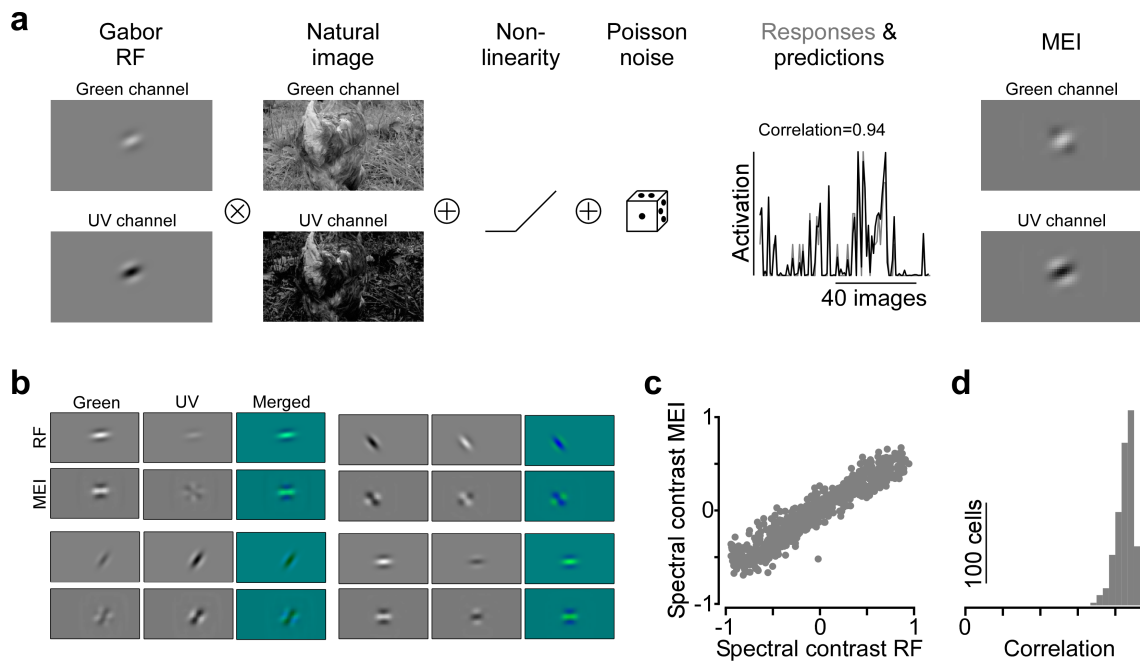 a
Gabor
RF
Natural
image
Non-
linearity
Poisson
noise
Responses &
predictions
MEI
Green channel
Green channel
Green channel
Correlation=0.94
UV channel
UV channel
UV channel
Activation
40 images
b
Green
UV
Merged
RF
MEI
c
Spectral contrast MEI
1
0
-1
-1
0
1
Spectral contrast RF
d
100 cells
0
Correlation